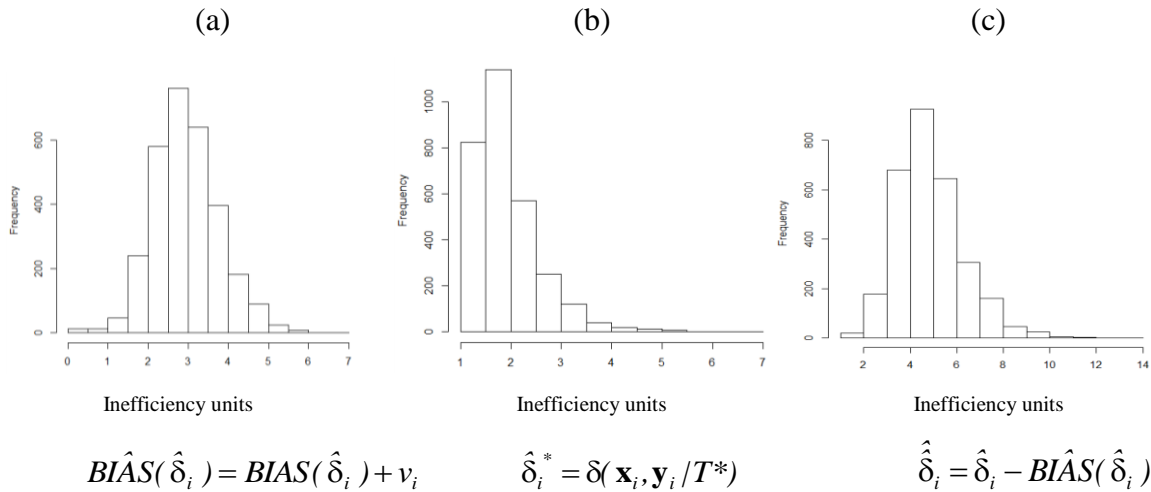 (a) (b) (c)
Frequency
0 200 400 600
0 1 2 3 4 5 6 7
Inefficiency units
Frequency
0 200 400 600 800 1000
1 2 3 4 5 6 7
Inefficiency units
Frequency
0 200 400 600 800
2 4 6 8 10 12 14
Inefficiency units
BIÂS(δ̂ᵢ) = BIAS(δ̂ᵢ) + vᵢ
δ̂ᵢ* = δ(xᵢ, yᵢ / T*)
δ̂̂ᵢ = δ̂ᵢ − BIÂS(δ̂ᵢ)